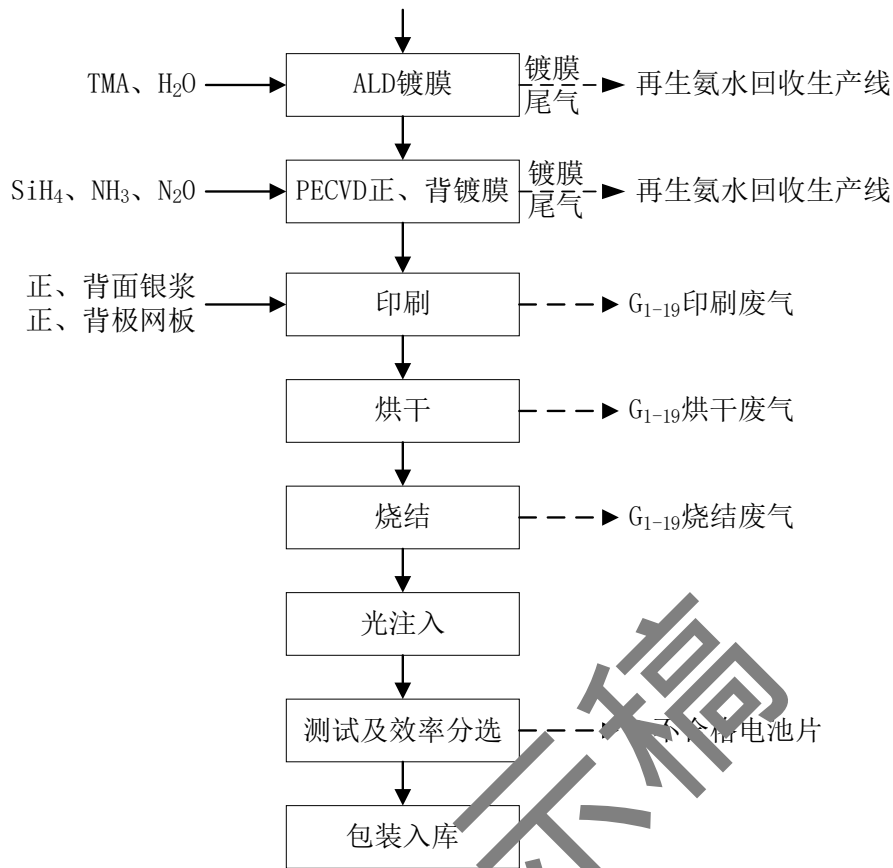 TMA、H₂O
ALD镀膜
镀膜
尾气
再生氨水回收生产线
SiH₄、NH₃、N₂O
PECVD正、背镀膜
镀膜
尾气
再生氨水回收生产线
正、背面银浆
正、背极网板
印刷
G₁₋₁₉印刷废气
烘干
G₁₋₁₉烘干废气
烧结
G₁₋₁₉烧结废气
光注入
测试及效率分选
不合格电池片
包装入库
示稿